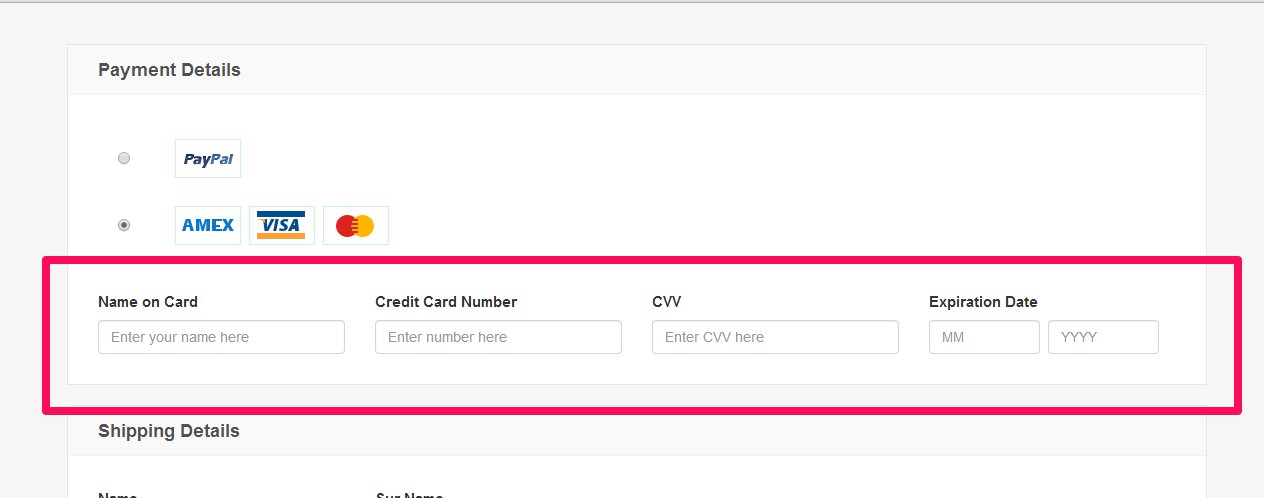 Payment Details
PayPal
AMEX VISA
Name on Card Credit Card Number CVV Expiration Date
Enter your name here Enter number here Enter CVV here MM YYYY
Shipping Details
Name Sur Name